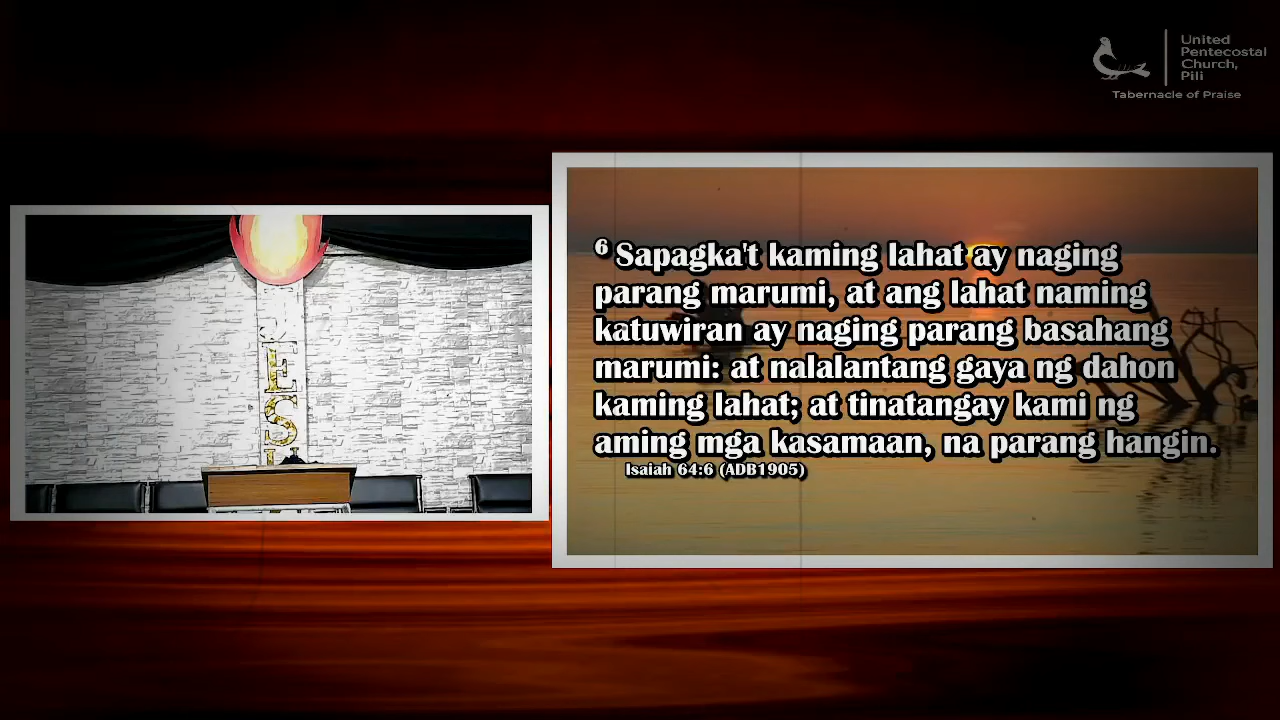 United
Pentecostal
Church,
Pili
Tabernacle of Praise
ESU
6 Sapagka't kaming lahat ay naging
parang marumi, at ang lahat naming
katuwiran ay naging parang basahang
marumi: at nalalantang gaya ng dahon
kaming lahat; at tinatangay kami ng
aming mga kasamaan, na parang hangin.
Isaiah 64:6 (ADB1905)